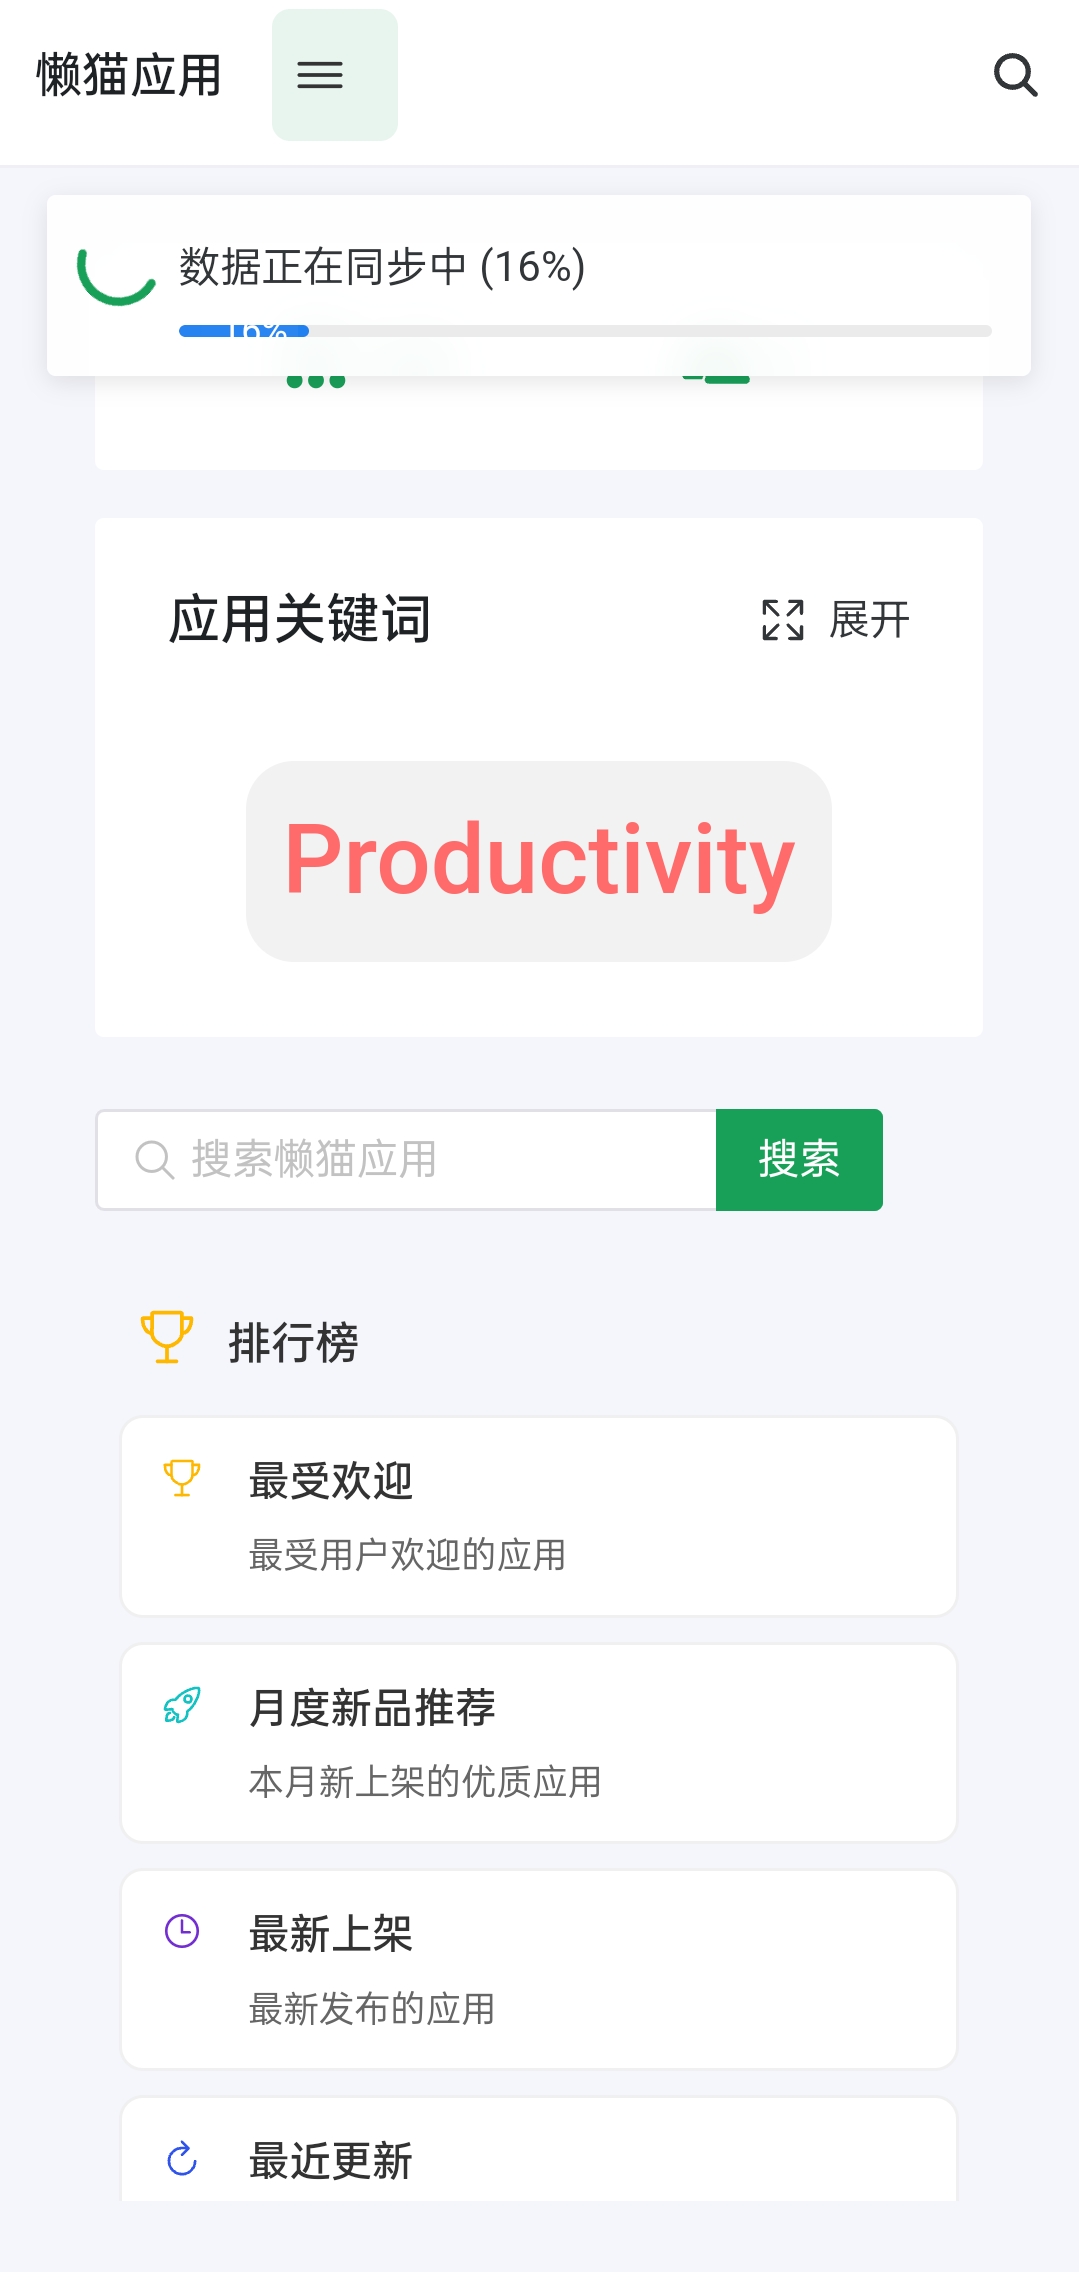 懒猫应用
数据正在同步中 (16%)
16%
应用关键词
展开
Productivity
搜索懒猫应用
搜索
排行榜
最受欢迎
最受用户欢迎的应用
月度新品推荐
本月新上架的优质应用
最新上架
最新发布的应用
最近更新